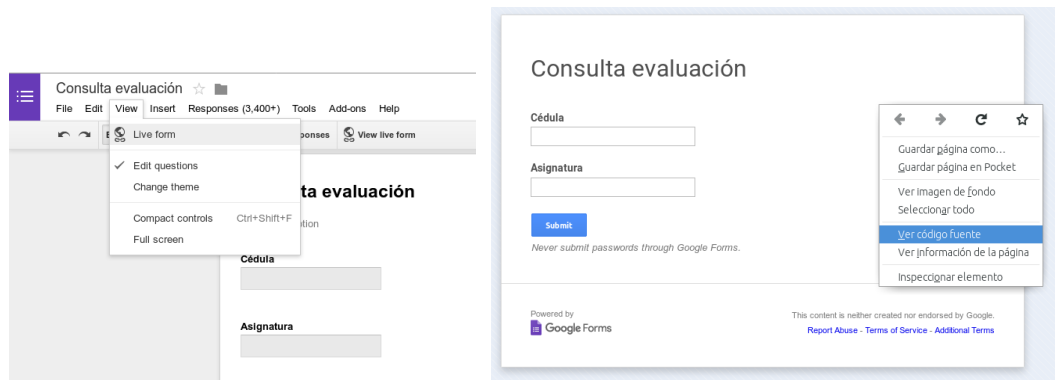 Consulta evaluación
File Edit View Insert Responses (3,400+) Tools Add-ons Help
Live form
View live form
Edit questions
Change theme
Compact controls Ctrl+Shift+F
Full screen
ta evaluación
Cédula
Asignatura
Consulta evaluación
Cédula
Asignatura
Submit
Never submit passwords through Google Forms.
Powered by
Google Forms
This content is neither created nor endorsed by Google.
Report Abuse - Terms of Service - Additional Terms
Guardar página como...
Guardar página en Pocket
Ver imagen de fondo
Seleccionar todo
Ver código fuente
Ver información de la página
Inspeccionar elemento